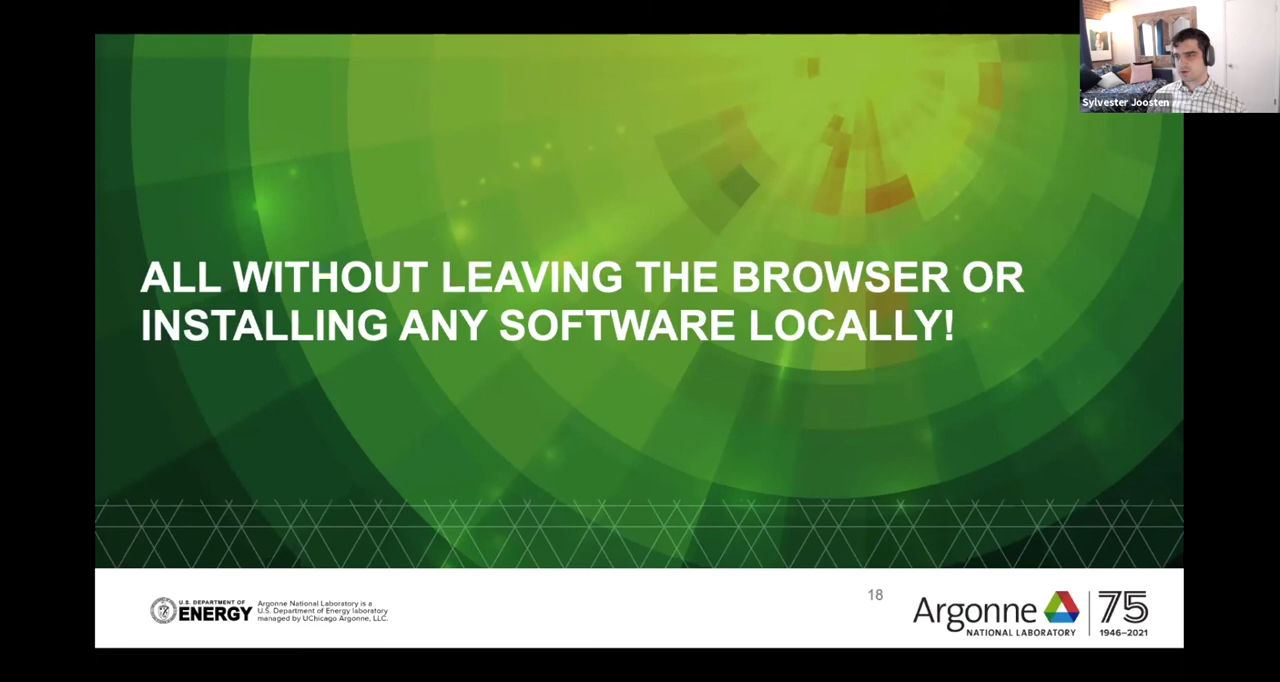 Sylvester Joosten
ALL WITHOUT LEAVING THE BROWSER OR
INSTALLING ANY SOFTWARE LOCALLY!
U.S. DEPARTMENT OF
ENERGY
Argonne National Laboratory is a
U.S. Department of Energy laboratory
managed by UChicago Argonne, LLC.
18
Argonne
NATIONAL LABORATORY
75
1946–2021